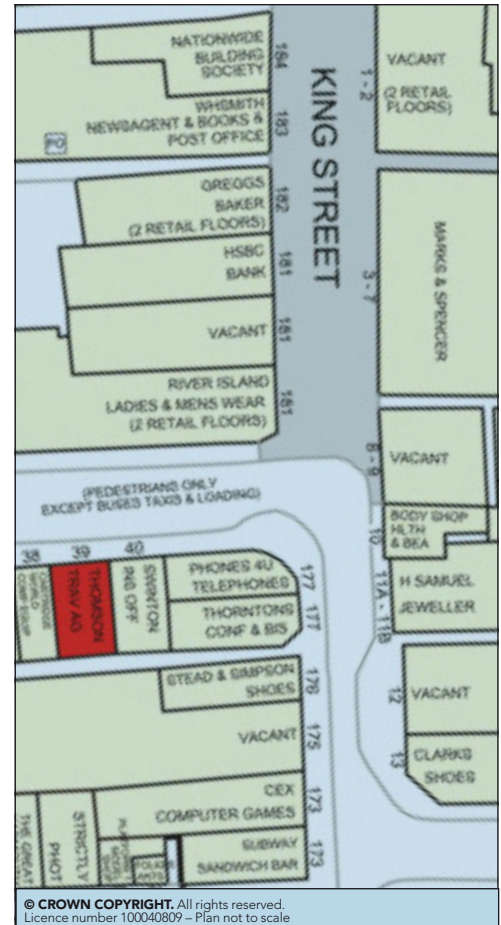 NATIONWIDE
BUILDING
SOCIETY
184
WHSMITH
NEWSAGENT & BOOKS &
POST OFFICE
183
PO
GREGGS
BAKER
(2 RETAIL FLOORS)
182
HSBC
BANK
181
VACANT
181
RIVER ISLAND
LADIES & MENS WEAR
(2 RETAIL FLOORS)
181
KING STREET
1 - 2
VACANT
(2 RETAIL
FLOORS)
3 - 7
MARKS & SPENCER
8 - 9
VACANT
10
BODY SHOP
HLTH
& BEA
11A - 11B
H SAMUEL
JEWELLER
12
VACANT
13
CLARKS
SHOES
(PEDESTRIANS ONLY
EXCEPT BUSES TAXIS & LOADING)
38
39
40
CARTRIDGE
WORLD
COMP EQUIP
THOMSON
TRAV AG
SWINTON
INS OFF
PHONES 4U
TELEPHONES
177
THORNTONS
CONF & BIS
177
STEAD & SIMPSON
SHOES
176
VACANT
175
CEX
COMPUTER GAMES
173
SUBWAY
SANDWICH BAR
173
STRICTLY
PHOT
THE GREAT
© CROWN COPYRIGHT. All rights reserved.
Licence number 100040809 – Plan not to scale